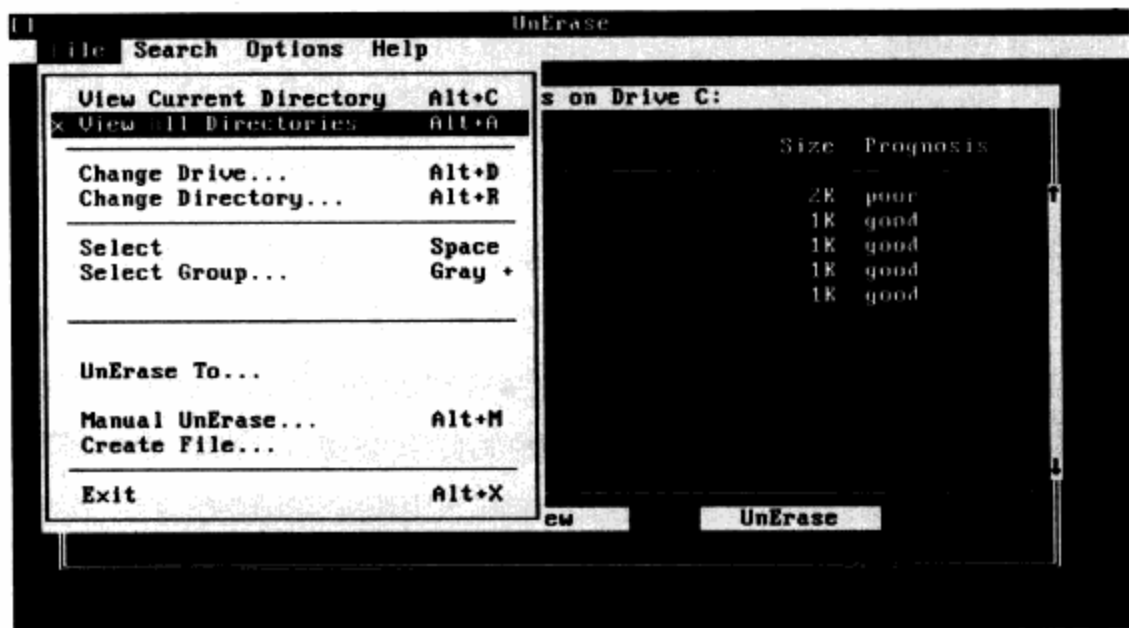 UnErase
File Search Options Help
View Current Directory Alt+C
x View all Directories Alt+A
Change Drive... Alt+D
Change Directory... Alt+R
Select Space
Select Group... Gray +
UnErase To...
Manual UnErase... Alt+M
Create File...
Exit Alt+X
s on Drive C:
Size Prognosis
2K poor
1K good
1K good
1K good
1K good
ew UnErase